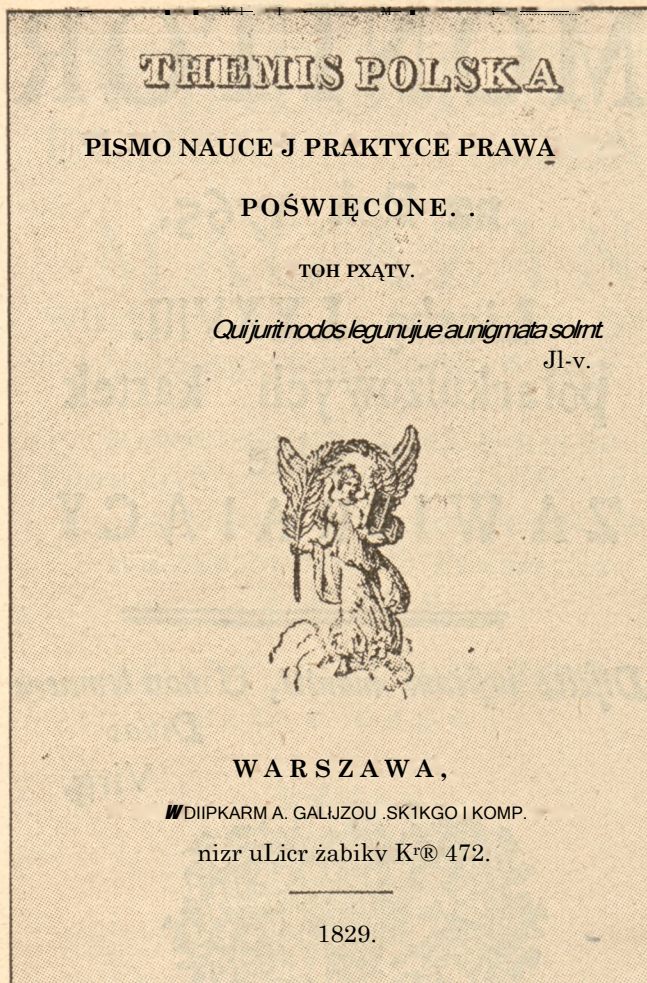 THEMIS POLSKA
PISMO NAUCE J PRAKTYCE PRAWA
POŚWIĘCONE. .
TOH PXĄTV.
Qui jurit nodos legunujue aunigmata solmt.
Jl-v.
WARSZAWA,
W DIIPKARM A. GALIJZOU .SK1KGO I KOMP.
nizr uLicr żabikv Kr® 472.
1829.